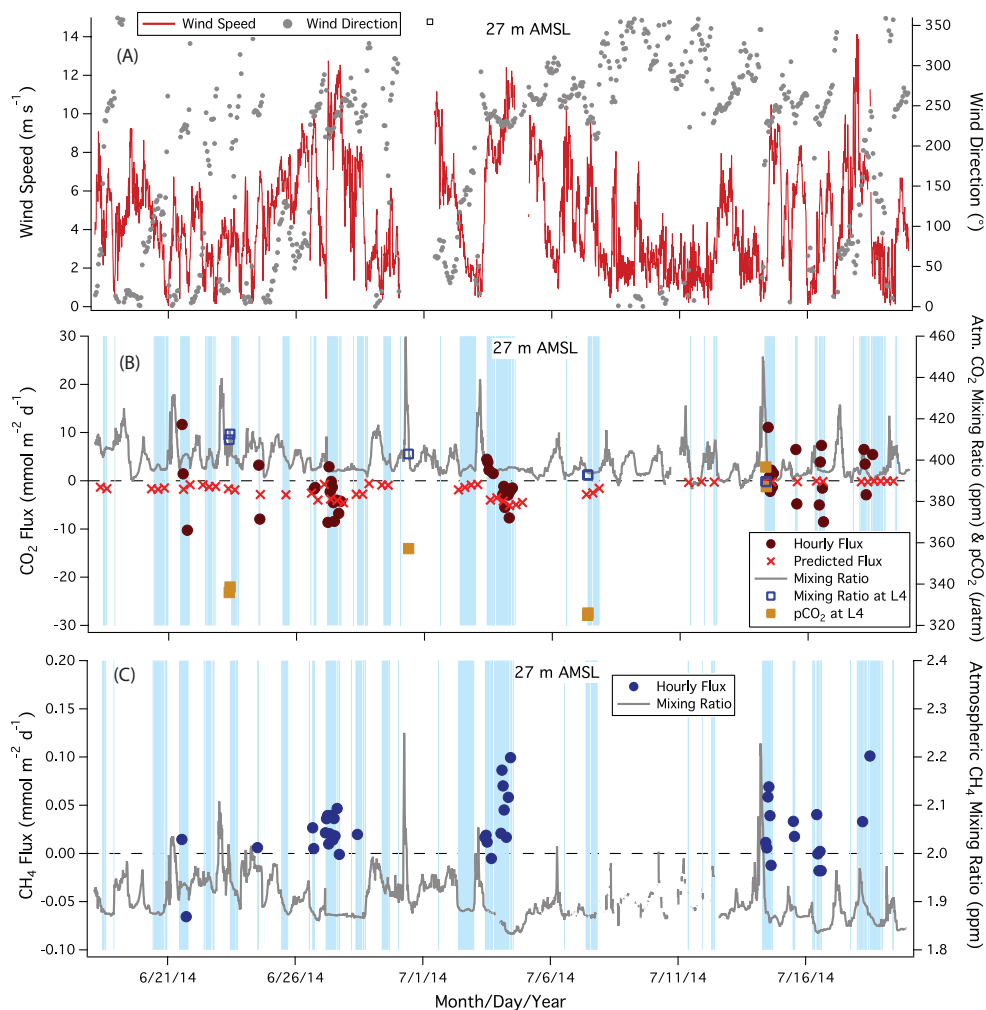 Wind Speed
Wind Direction
27 m AMSL
(A)
Wind Speed (m s-1)
14
12
10
8
6
4
2
0
350
300
250
200
150
100
50
0
Wind Direction (°)
(B)
27 m AMSL
CO2 Flux (mmol m-2 d-1)
30
20
10
0
-10
-20
-30
460
440
420
400
380
360
340
320
Atm. CO2 Mixing Ratio (ppm) & pCO2 (µatm)
Hourly Flux
Predicted Flux
Mixing Ratio
Mixing Ratio at L4
pCO2 at L4
(C)
27 m AMSL
CH4 Flux (mmol m-2 d-1)
0.20
0.15
0.10
0.05
0.00
-0.05
-0.10
2.4
2.3
2.2
2.1
2.0
1.9
1.8
Atmospheric CH4 Mixing Ratio (ppm)
Hourly Flux
Mixing Ratio
6/21/14
6/26/14
7/1/14
7/6/14
7/11/14
7/16/14
Month/Day/Year